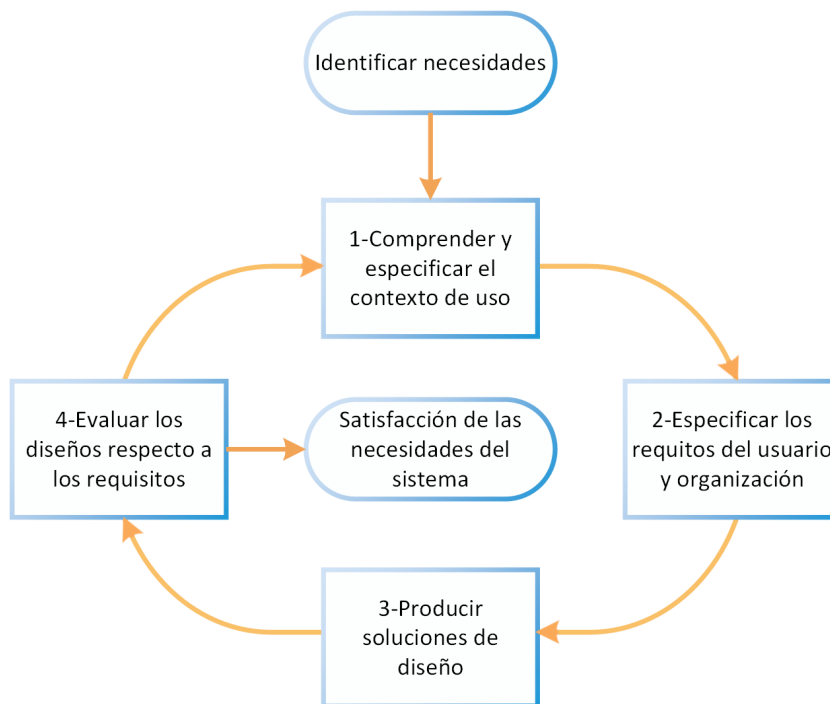 Identificar necesidades
1-Comprender y
especificar el
contexto de uso
4-Evaluar los
diseños respecto a
los requisitos
Satisfacción de las
necesidades del
sistema
2-Especificar los
requitos del usuario
y organización
3-Producir
soluciones de
diseño